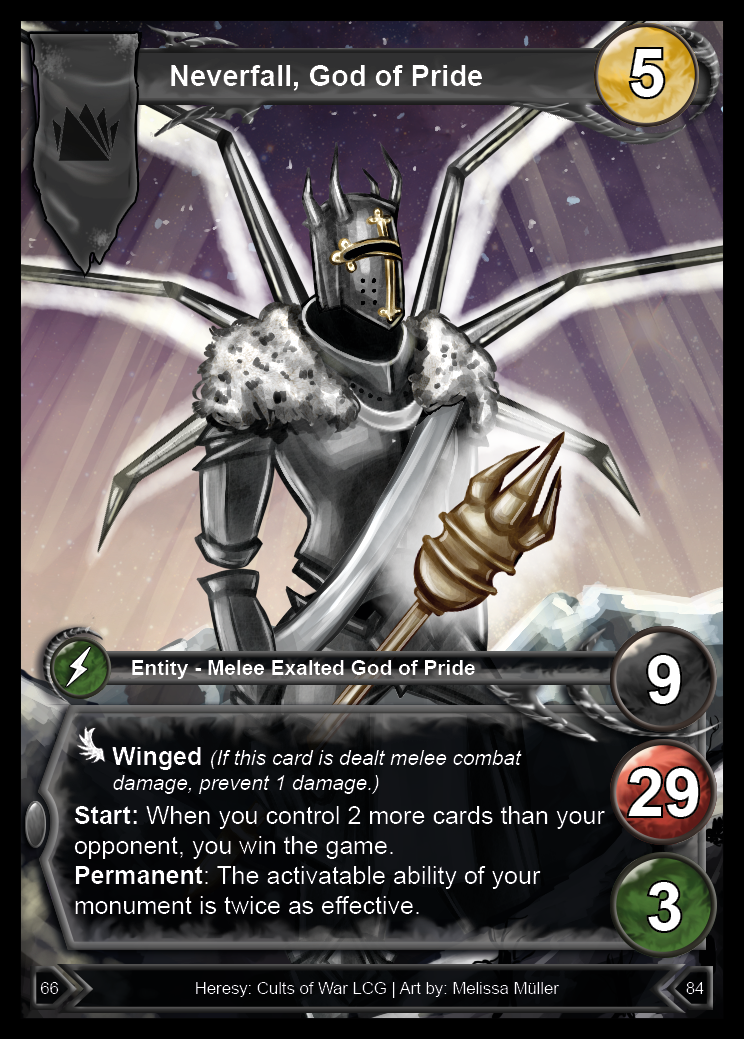 Neverfall, God of Pride
5
Entity - Melee Exalted God of Pride
9
Winged (If this card is dealt melee combat
damage, prevent 1 damage.)
29
Start: When you control 2 more cards than your
opponent, you win the game.
Permanent: The activatable ability of your
monument is twice as effective.
3
66
Heresy: Cults of War LCG | Art by: Melissa Müller
84